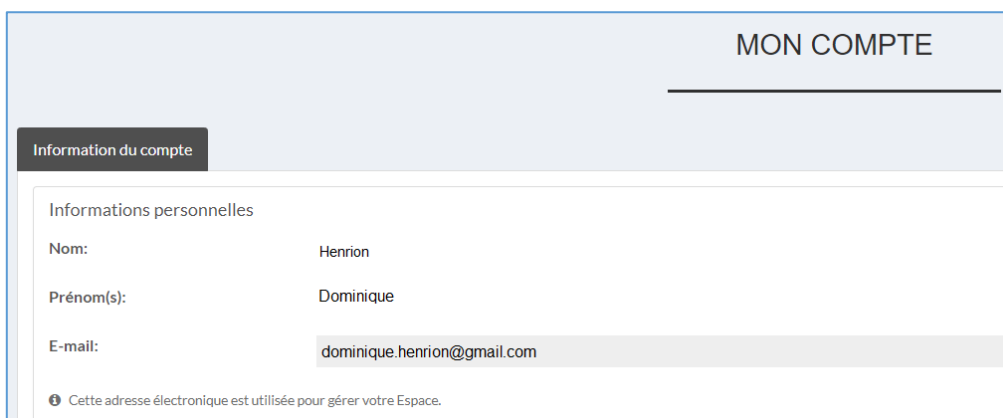 MON COMPTE
Information du compte
Informations personnelles
Nom: Henrion
Prénom(s): Dominique
E-mail: dominique.henrion@gmail.com
Cette adresse électronique est utilisée pour gérer votre Espace.